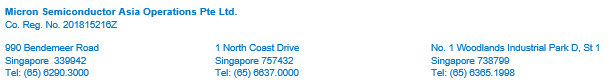 Micron Semiconductor Asia Operations Pte Ltd.
Co. Reg. No. 201815216Z
990 Bendemeer Road
Singapore 339942
Tel: (65) 6290.3000
1 North Coast Drive
Singapore 757432
Tel: (65) 6637.0000
No. 1 Woodlands Industrial Park D, St 1
Singapore 738799
Tel: (65) 6365.1998